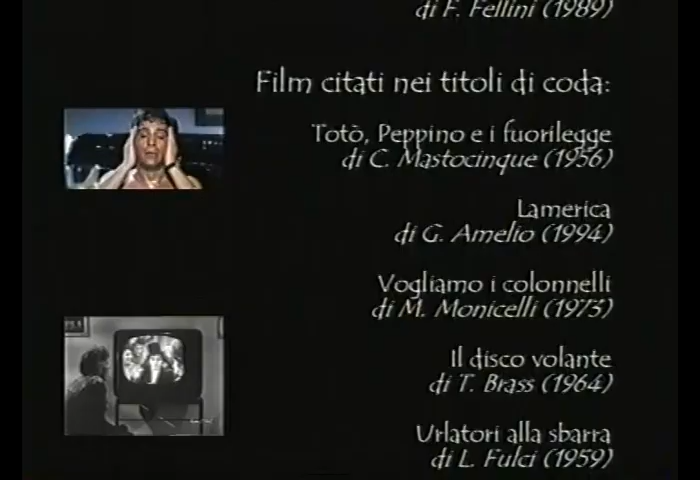 di F. Fellini (1989)
Film citati nei titoli di coda:
Totò, Peppino e i fuorilegge
di C. Mastocinque (1956)
Lamerica
di G. Amelio (1994)
Vogliamo i colonnelli
di M. Monicelli (1973)
Il disco volante
di T. Brass (1964)
Urlatori alla sbarra
di L. Fulci (1959)